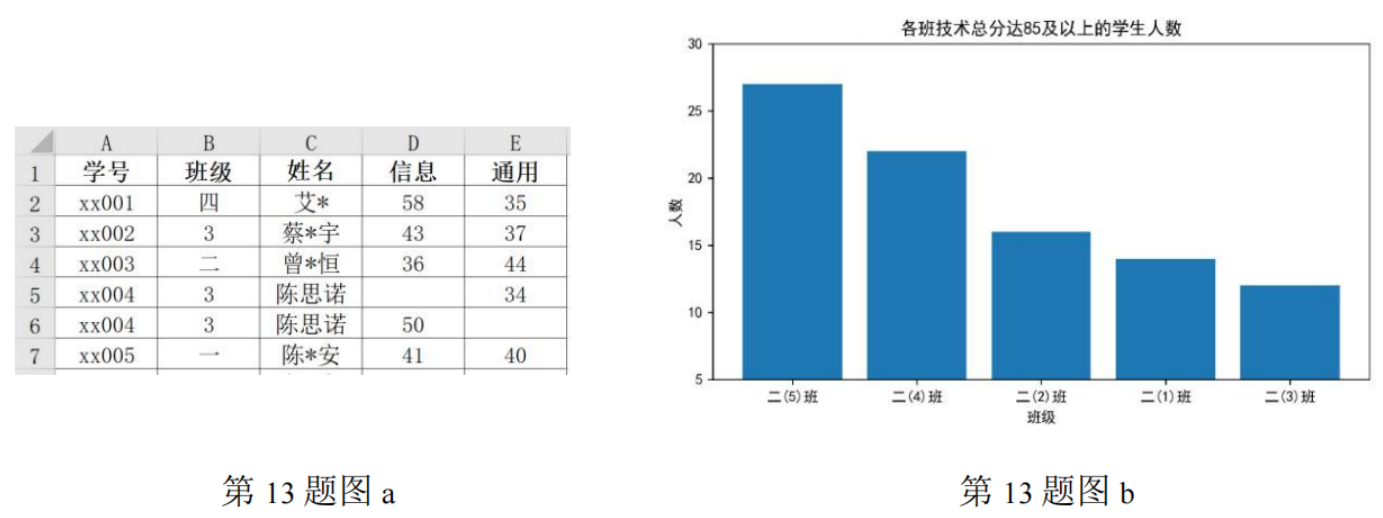 A B C D E
1 学号 班级 姓名 信息 通用
2 xx001 四 艾* 58 35
3 xx002 3 蔡*宇 43 37
4 xx003 二 曾*恒 36 44
5 xx004 3 陈思诺 34
6 xx004 3 陈思诺 50
7 xx005 一 陈*安 41 40
第 13 题图 a
各班技术总分达85及以上的学生人数
人数
30
25
20
15
10
5
二(5)班 二(4)班 二(2)班 二(1)班 二(3)班
班级
第 13 题图 b